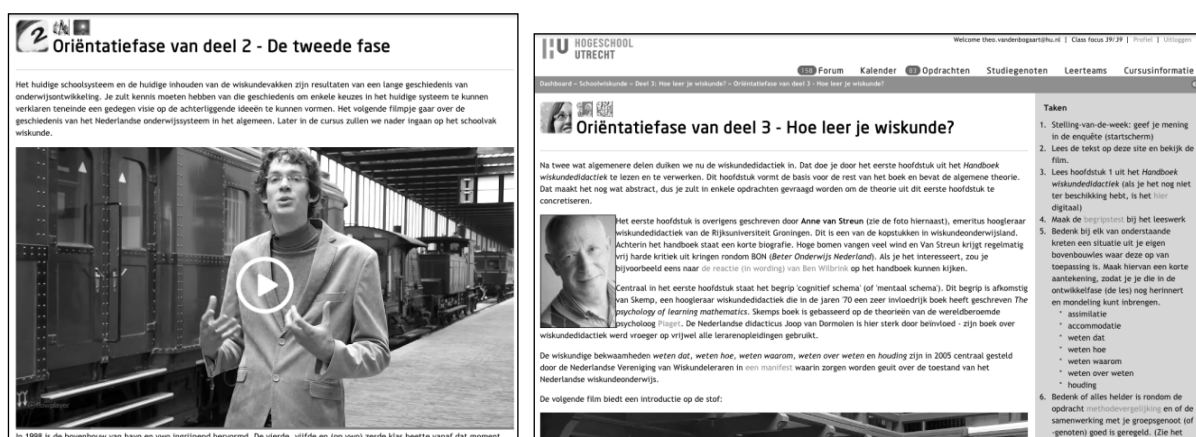 2
Oriëntatiefase van deel 2 - De tweede fase
Het huidige schoolsysteem en de huidige inhouden van de wiskundevakken zijn resultaten van een lange geschiedenis van
onderwijsontwikkeling. Je zult kennis moeten hebben van die geschiedenis om enkele keuzes in het huidige systeem te kunnen
verklaren teneinde een gedegen visie op de achterliggende ideeën te kunnen vormen. Het volgende filmpje gaar over de
geschiedenis van het Nederlandse onderwijssysteem in het algemeen. Later in de cursus zullen we nader ingaan op het schoolvak
wiskunde.
flowplayer
In 1998 is de bovenbouw van havo en vwo ingrijpend hervormd. De vierde, vijfde en (op vwo) zesde klas heette vanaf dat moment
HOGESCHOOL
UTRECHT
Welcome theo.vandenbogaart@hu.nl | Class focus J9/J9 | Profiel | Uitloggen
158 Forum Kalender 93 Opdrachten Studiegenoten Leerteams Cursusinformatie
Dashboard » Schoolwiskunde » Deel 3: Hoe leer je wiskunde? » Oriëntatiefase van deel 3 - Hoe leer je wiskunde?
Oriëntatiefase van deel 3 - Hoe leer je wiskunde?
Na twee wat algemenere delen duiken we nu de wiskundedidactiek in. Dat doe je door het eerste hoofdstuk uit het Handboek
wiskundedidactiek te lezen en te verwerken. Dit hoofdstuk vormt de basis voor de rest van het boek en bevat de algemene theorie.
Dat maakt het nog wat abstract, dus je zult in enkele opdrachten gevraagd worden om de theorie uit dit eerste hoofdstuk te
concretiseren.
Het eerste hoofdstuk is overigens geschreven door Anne van Streun (zie de foto hiernaast), emeritus hoogleraar
wiskundedidactiek van de Rijksuniversiteit Groningen. Dit is een van de kopstukken in wiskundeonderwijsland.
Achterin het handboek staat een korte biografie. Hoge bomen vangen veel wind en Van Streun krijgt regelmatig
vrij harde kritiek uit kringen rondom BON (Beter Onderwijs Nederland). Als je het interessert, zou je
bijvoorbeeld eens naar de reactie (in wording) van Ben Wilbrink op het handboek kunnen kijken.
Centraal in het eerste hoofdstuk staat het begrip 'cognitief schema' (of 'mentaal schema'). Dit begrip is afkomstig
van Skemp, een hoogleraar wiskundedidactiek die in de jaren '70 een zeer invloedrijk boek heeft geschreven The
psychology of learning mathematics. Skemps boek is gebaseerd op de theorieën van de wereldberoemde
psycholoog Piaget. De Nederlandse didacticus Joop van Dormolen is hier sterk door beïnvloed - zijn boek over
wiskundedidactiek werd vroeger op vrijwel alle lerarenopleidingen gebruikt.
De wiskundige bekwaamheden weten dat, weten hoe, weten waarom, weten over weten en houding zijn in 2005 centraal gesteld
door de Nederlandse Vereniging van Wiskundeleraren in een manifest waarin zorgen worden geuit over de toestand van het
Nederlandse wiskundeonderwijs.
De volgende film biedt een introductie op de stof:
Taken
1. Stelling-van-de-week: geef je mening
in de enquête (startscherm)
2. Lees de tekst op deze site en bekijk de
film.
3. Lees hoofdstuk 1 uit het Handboek
wiskundedidactiek (als je het nog niet
ter beschikking hebt, is het hier
digitaal)
4. Maak de begripstest bij het leeswerk
5. Bedenk bij elk van onderstaande
kreten een situatie uit je eigen
bovenbouwles waar deze op van
toepassing is. Maak hiervan een korte
aantekening, zodat je je die in de
ontwikkelfase (de les) nog herinnert
en mondeling kunt inbrengen.
* assimilatie
* accommodatie
* weten dat
* weten hoe
* weten waarom
* weten over weten
* houding
6. Bedenk of alles helder is rondom de
opdracht methodevergelijking en of de
samenwerking met je groepsgenoot (of
-genoten) goed is geregeld. (Zie het